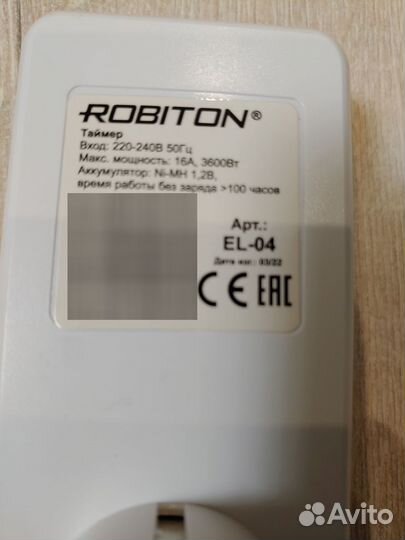 ROBITON®
Таймер
Вход: 220-240В 50Гц
Макс. мощность: 16А, 3600Вт
Аккумулятор: Ni-MH 1,2В,
время работы без заряда >100 часов
Арт.:
EL-04
Дата изг.: 03/22
CE EAC
Avito